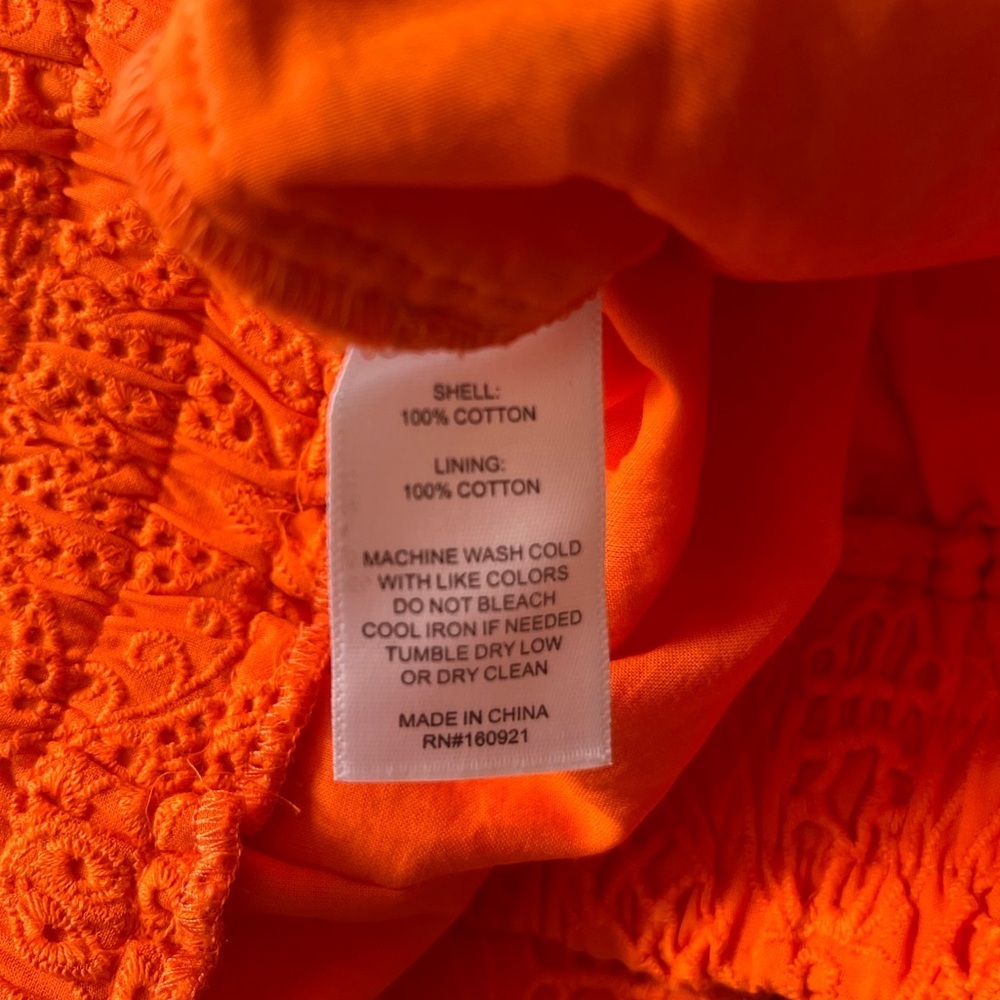 SHELL:
100% COTTON
LINING:
100% COTTON
MACHINE WASH COLD
WITH LIKE COLORS
DO NOT BLEACH
COOL IRON IF NEEDED
TUMBLE DRY LOW
OR DRY CLEAN
MADE IN CHINA
RN#160921